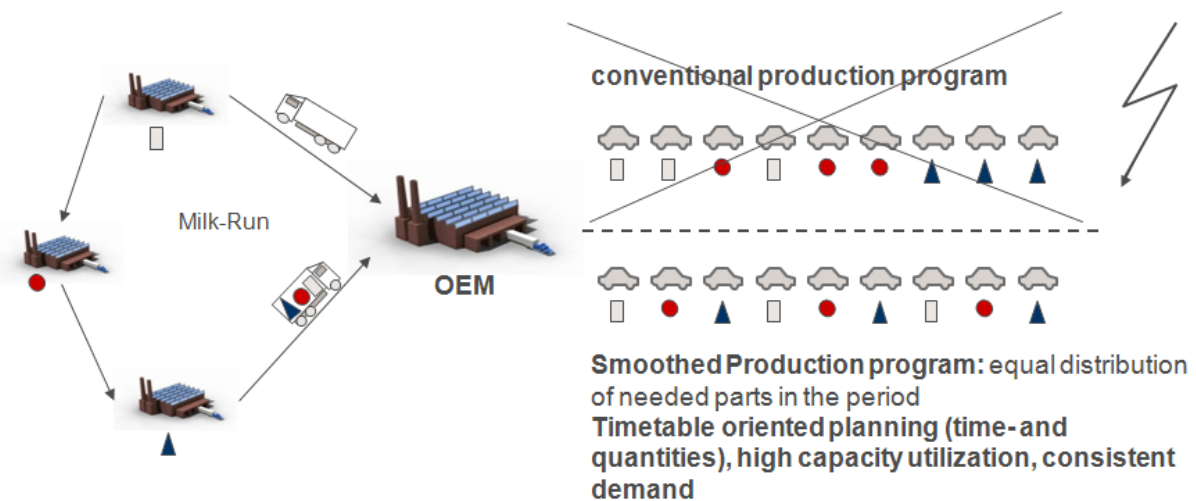 conventional production program
Milk-Run
OEM
Smoothed Production program: equal distribution
of needed parts in the period
Timetable oriented planning (time- and
quantities), high capacity utilization, consistent
demand